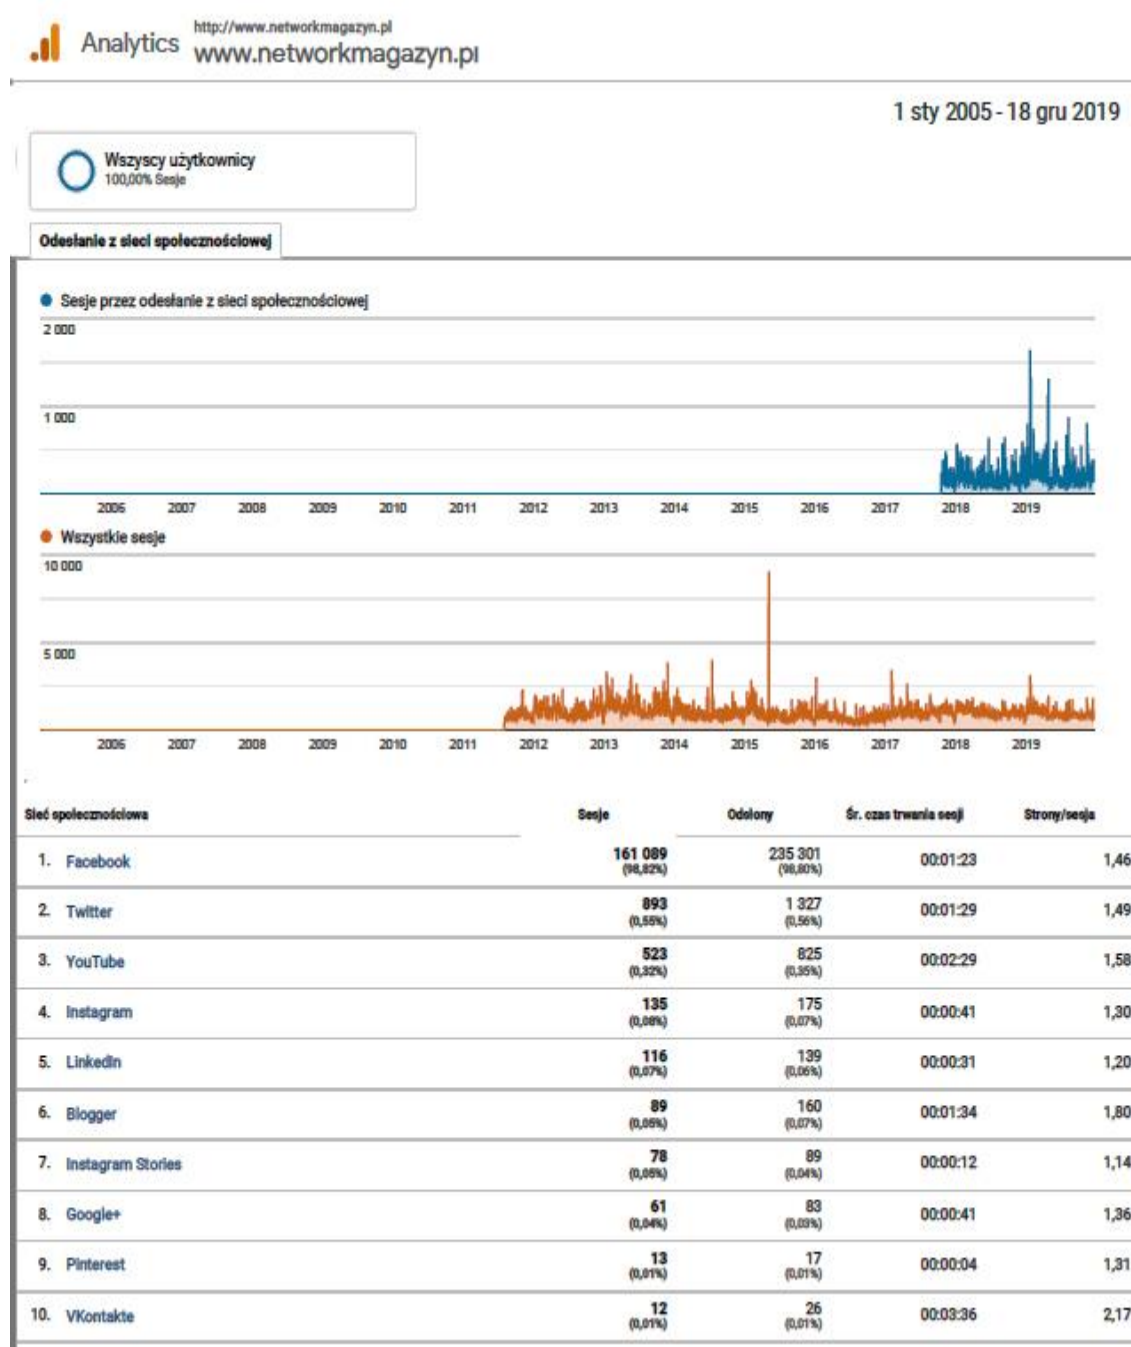 Analytics
http://www.networkmagazyn.pl
www.networkmagazyn.pl
1 sty 2005 - 18 gru 2019
Wszyscy użytkownicy
100,00% Sesje
Odesłanie z sieci społecznościowej
Sesje przez odesłanie z sieci społecznościowej
2 000
1 000
2006 2007 2008 2009 2010 2011 2012 2013 2014 2015 2016 2017 2018 2019
Wszystkie sesje
10 000
5 000
2006 2007 2008 2009 2010 2011 2012 2013 2014 2015 2016 2017 2018 2019
Sieć społecznościowa Sesje Odsłony Śr. czas trwania sesji Strony/sesja
1. Facebook 161 089 235 301 00:01:23 1,46
(98,82%) (98,80%)
2. Twitter 893 1 327 00:01:29 1,49
(0,55%) (0,56%)
3. YouTube 523 825 00:02:29 1,58
(0,32%) (0,35%)
4. Instagram 135 175 00:00:41 1,30
(0,08%) (0,07%)
5. LinkedIn 116 139 00:00:31 1,20
(0,07%) (0,06%)
6. Blogger 89 160 00:01:34 1,80
(0,05%) (0,07%)
7. Instagram Stories 78 89 00:00:12 1,14
(0,05%) (0,04%)
8. Google+ 61 83 00:00:41 1,36
(0,04%) (0,03%)
9. Pinterest 13 17 00:00:04 1,31
(0,01%) (0,01%)
10. VKontakte 12 26 00:03:36 2,17
(0,01%) (0,01%)